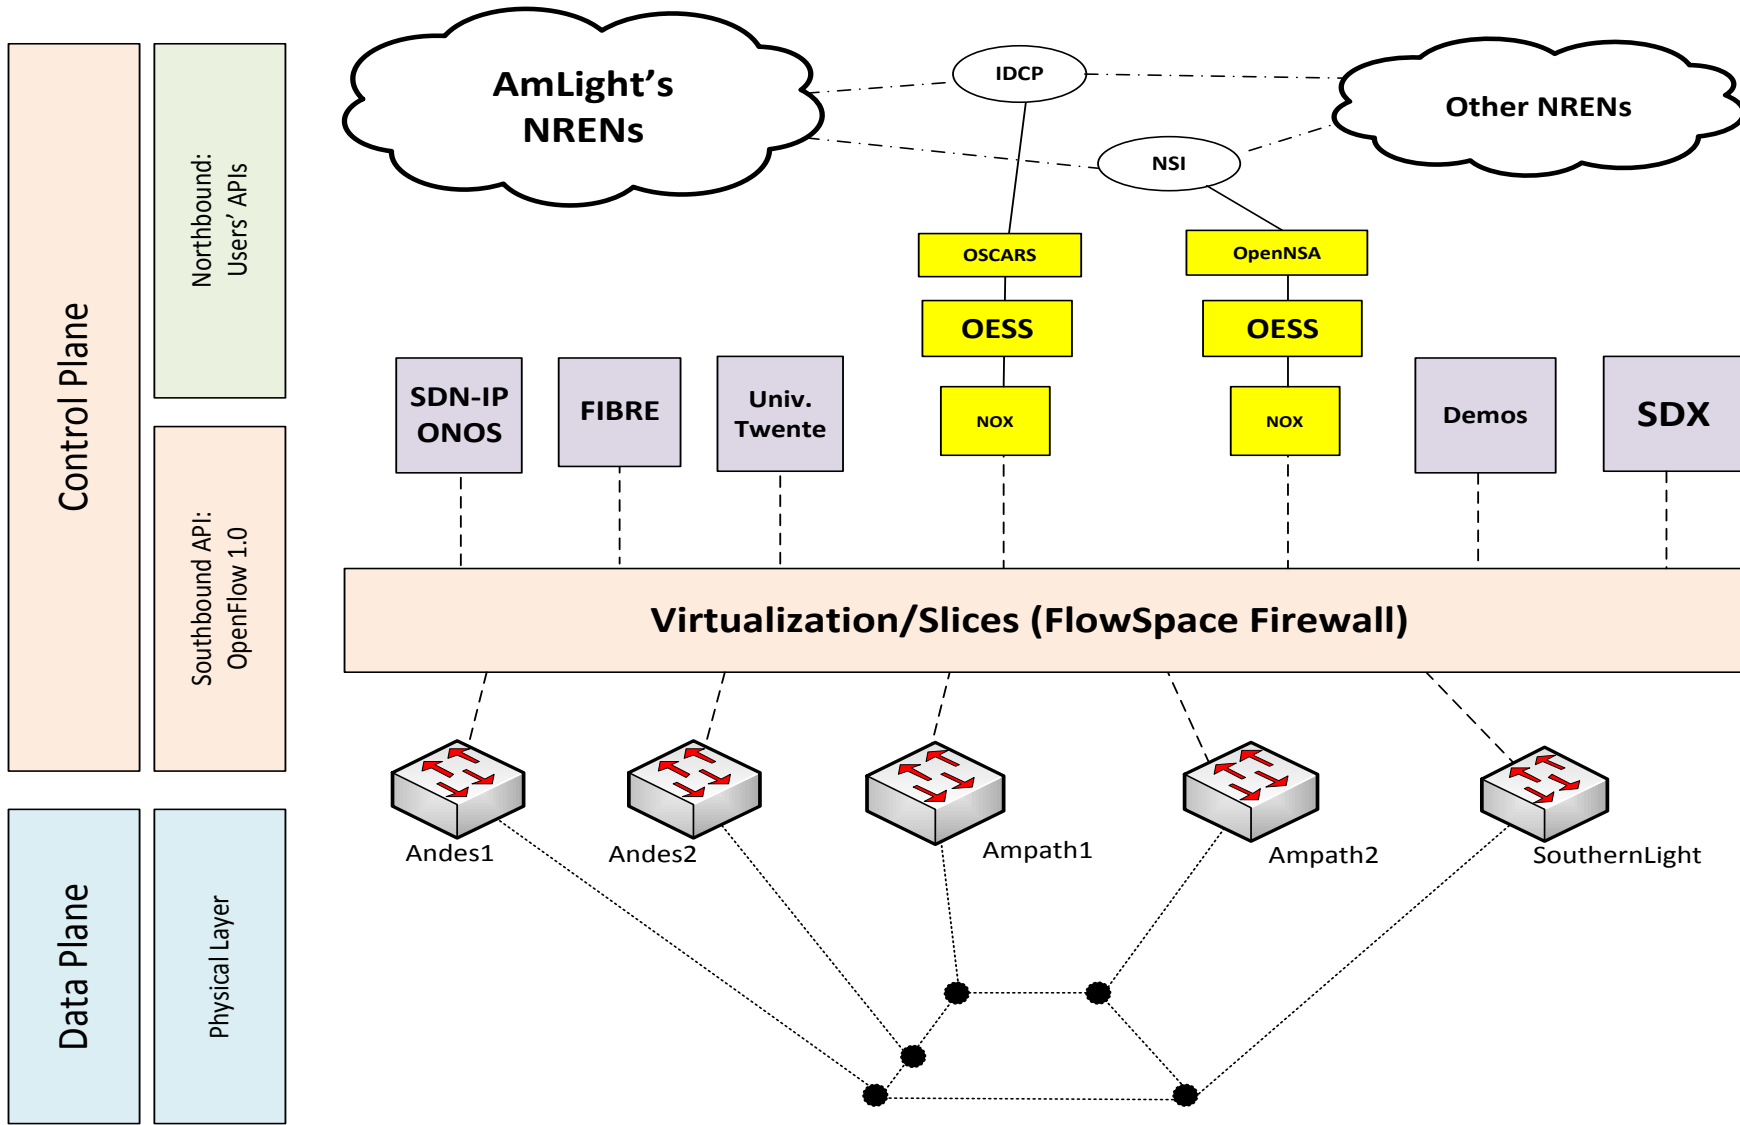 Control Plane
Northbound:
Users' APIs
Southbound API:
OpenFlow 1.0
Data Plane
Physical Layer
AmLight's
NRENs
IDCP
NSI
Other NRENs
OSCARS
OpenNSA
OESS
OESS
SDN-IP
ONOS
FIBRE
Univ.
Twente
NOX
NOX
Demos
SDX
Virtualization/Slices (FlowSpace Firewall)
Andes1
Andes2
Ampath1
Ampath2
SouthernLight